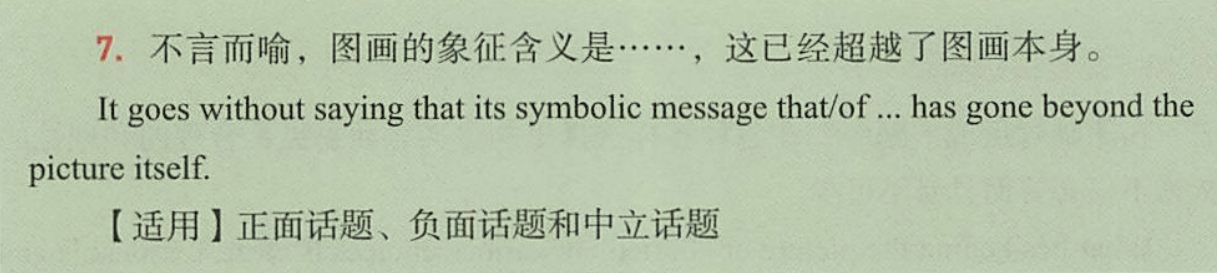 7. 不言而喻，图画的象征含义是……，这已经超越了图画本身。
It goes without saying that its symbolic message that/of ... has gone beyond the
picture itself.
【适用】正面话题、负面话题和中立话题